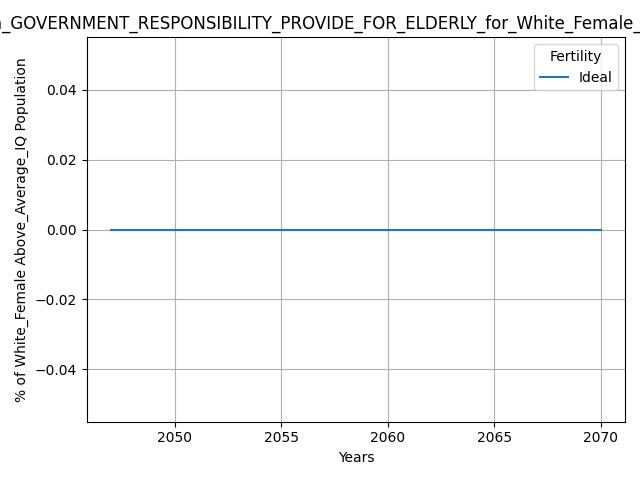 _GOVERNMENT_RESPONSIBILITY_PROVIDE_FOR_ELDERLY_for_White_Female_
Fertility
Ideal
% of White_Female Above_Average_IQ Population
0.04
0.02
0.00
−0.02
−0.04
2050
2055
2060
2065
2070
Years